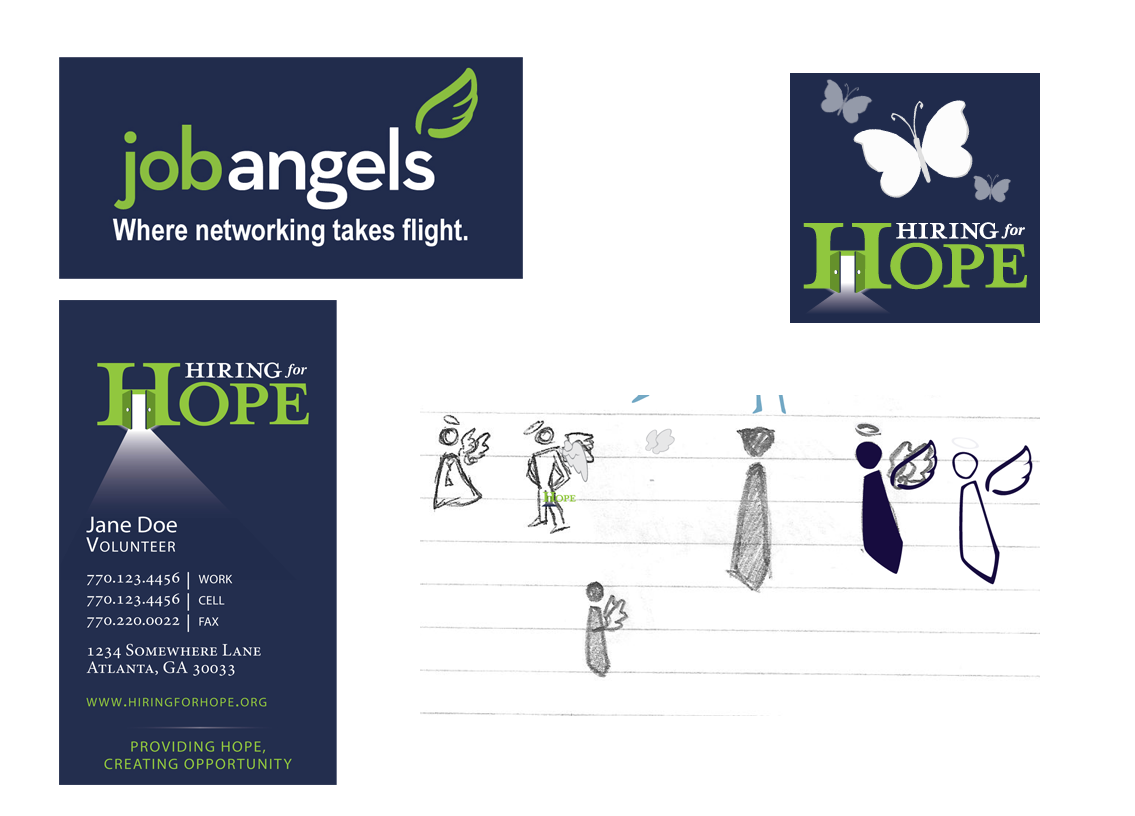 jobangels
Where networking takes flight.
HIRING for
HOPE
HIRING for
HOPE
Jane Doe
VOLUNTEER
770.123.4456 | WORK
770.123.4456 | CELL
770.220.0022 | FAX
1234 SOMEWHERE LANE
ATLANTA, GA 30033
WWW.HIRINGFORHOPE.ORG
PROVIDING HOPE,
CREATING OPPORTUNITY
HOPE